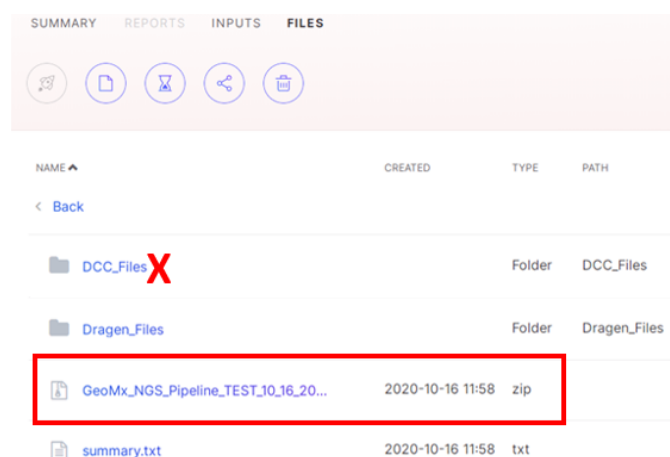 SUMMARY REPORTS INPUTS FILES
NAME CREATED TYPE PATH
< Back
DCC_Files X Folder DCC_Files
Dragen_Files Folder Dragen_Files
GeoMx_NGS_Pipeline_TEST_10_16_20... 2020-10-16 11:58 zip
summary.txt 2020-10-16 11:58 txt